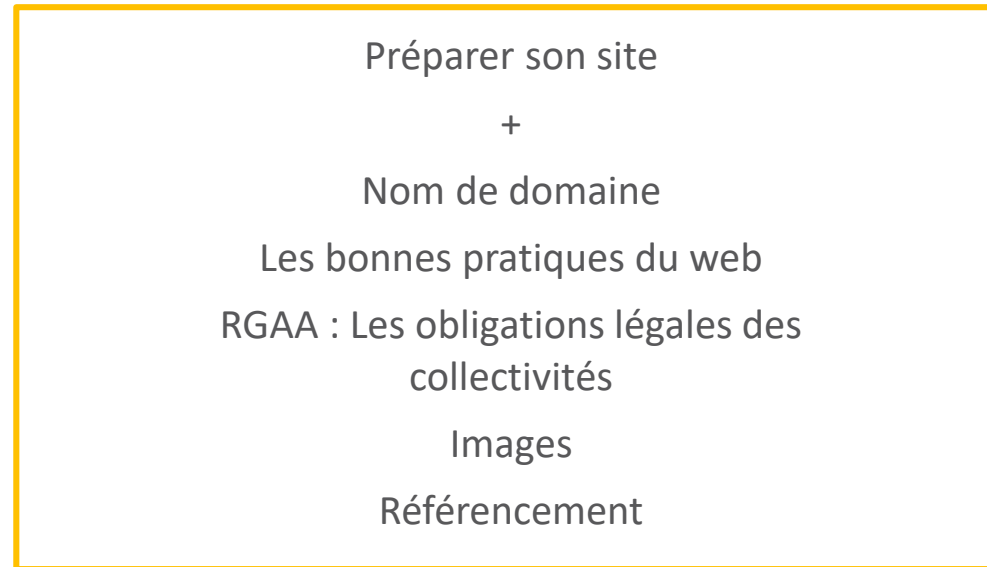 Préparer son site
+
Nom de domaine
Les bonnes pratiques du web
RGAA : Les obligations légales des
collectivités
Images
Référencement